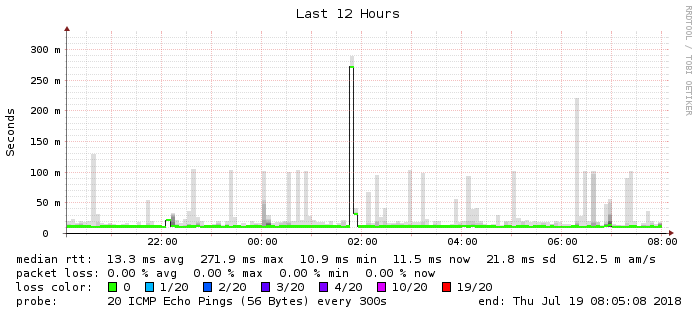 Last 12 Hours
RRDTOOL / TOBI OETIKER
Seconds
300 m
250 m
200 m
150 m
100 m
50 m
0
22:00 00:00 02:00 04:00 06:00 08:00
median rtt: 13.3 ms avg 271.9 ms max 10.9 ms min 11.5 ms now 21.8 ms sd 612.5 m am/s
packet loss: 0.00 % avg 0.00 % max 0.00 % min 0.00 % now
loss color: 0 1/20 2/20 3/20 4/20 10/20 19/20
probe: 20 ICMP Echo Pings (56 Bytes) every 300s end: Thu Jul 19 08:05:08 2018